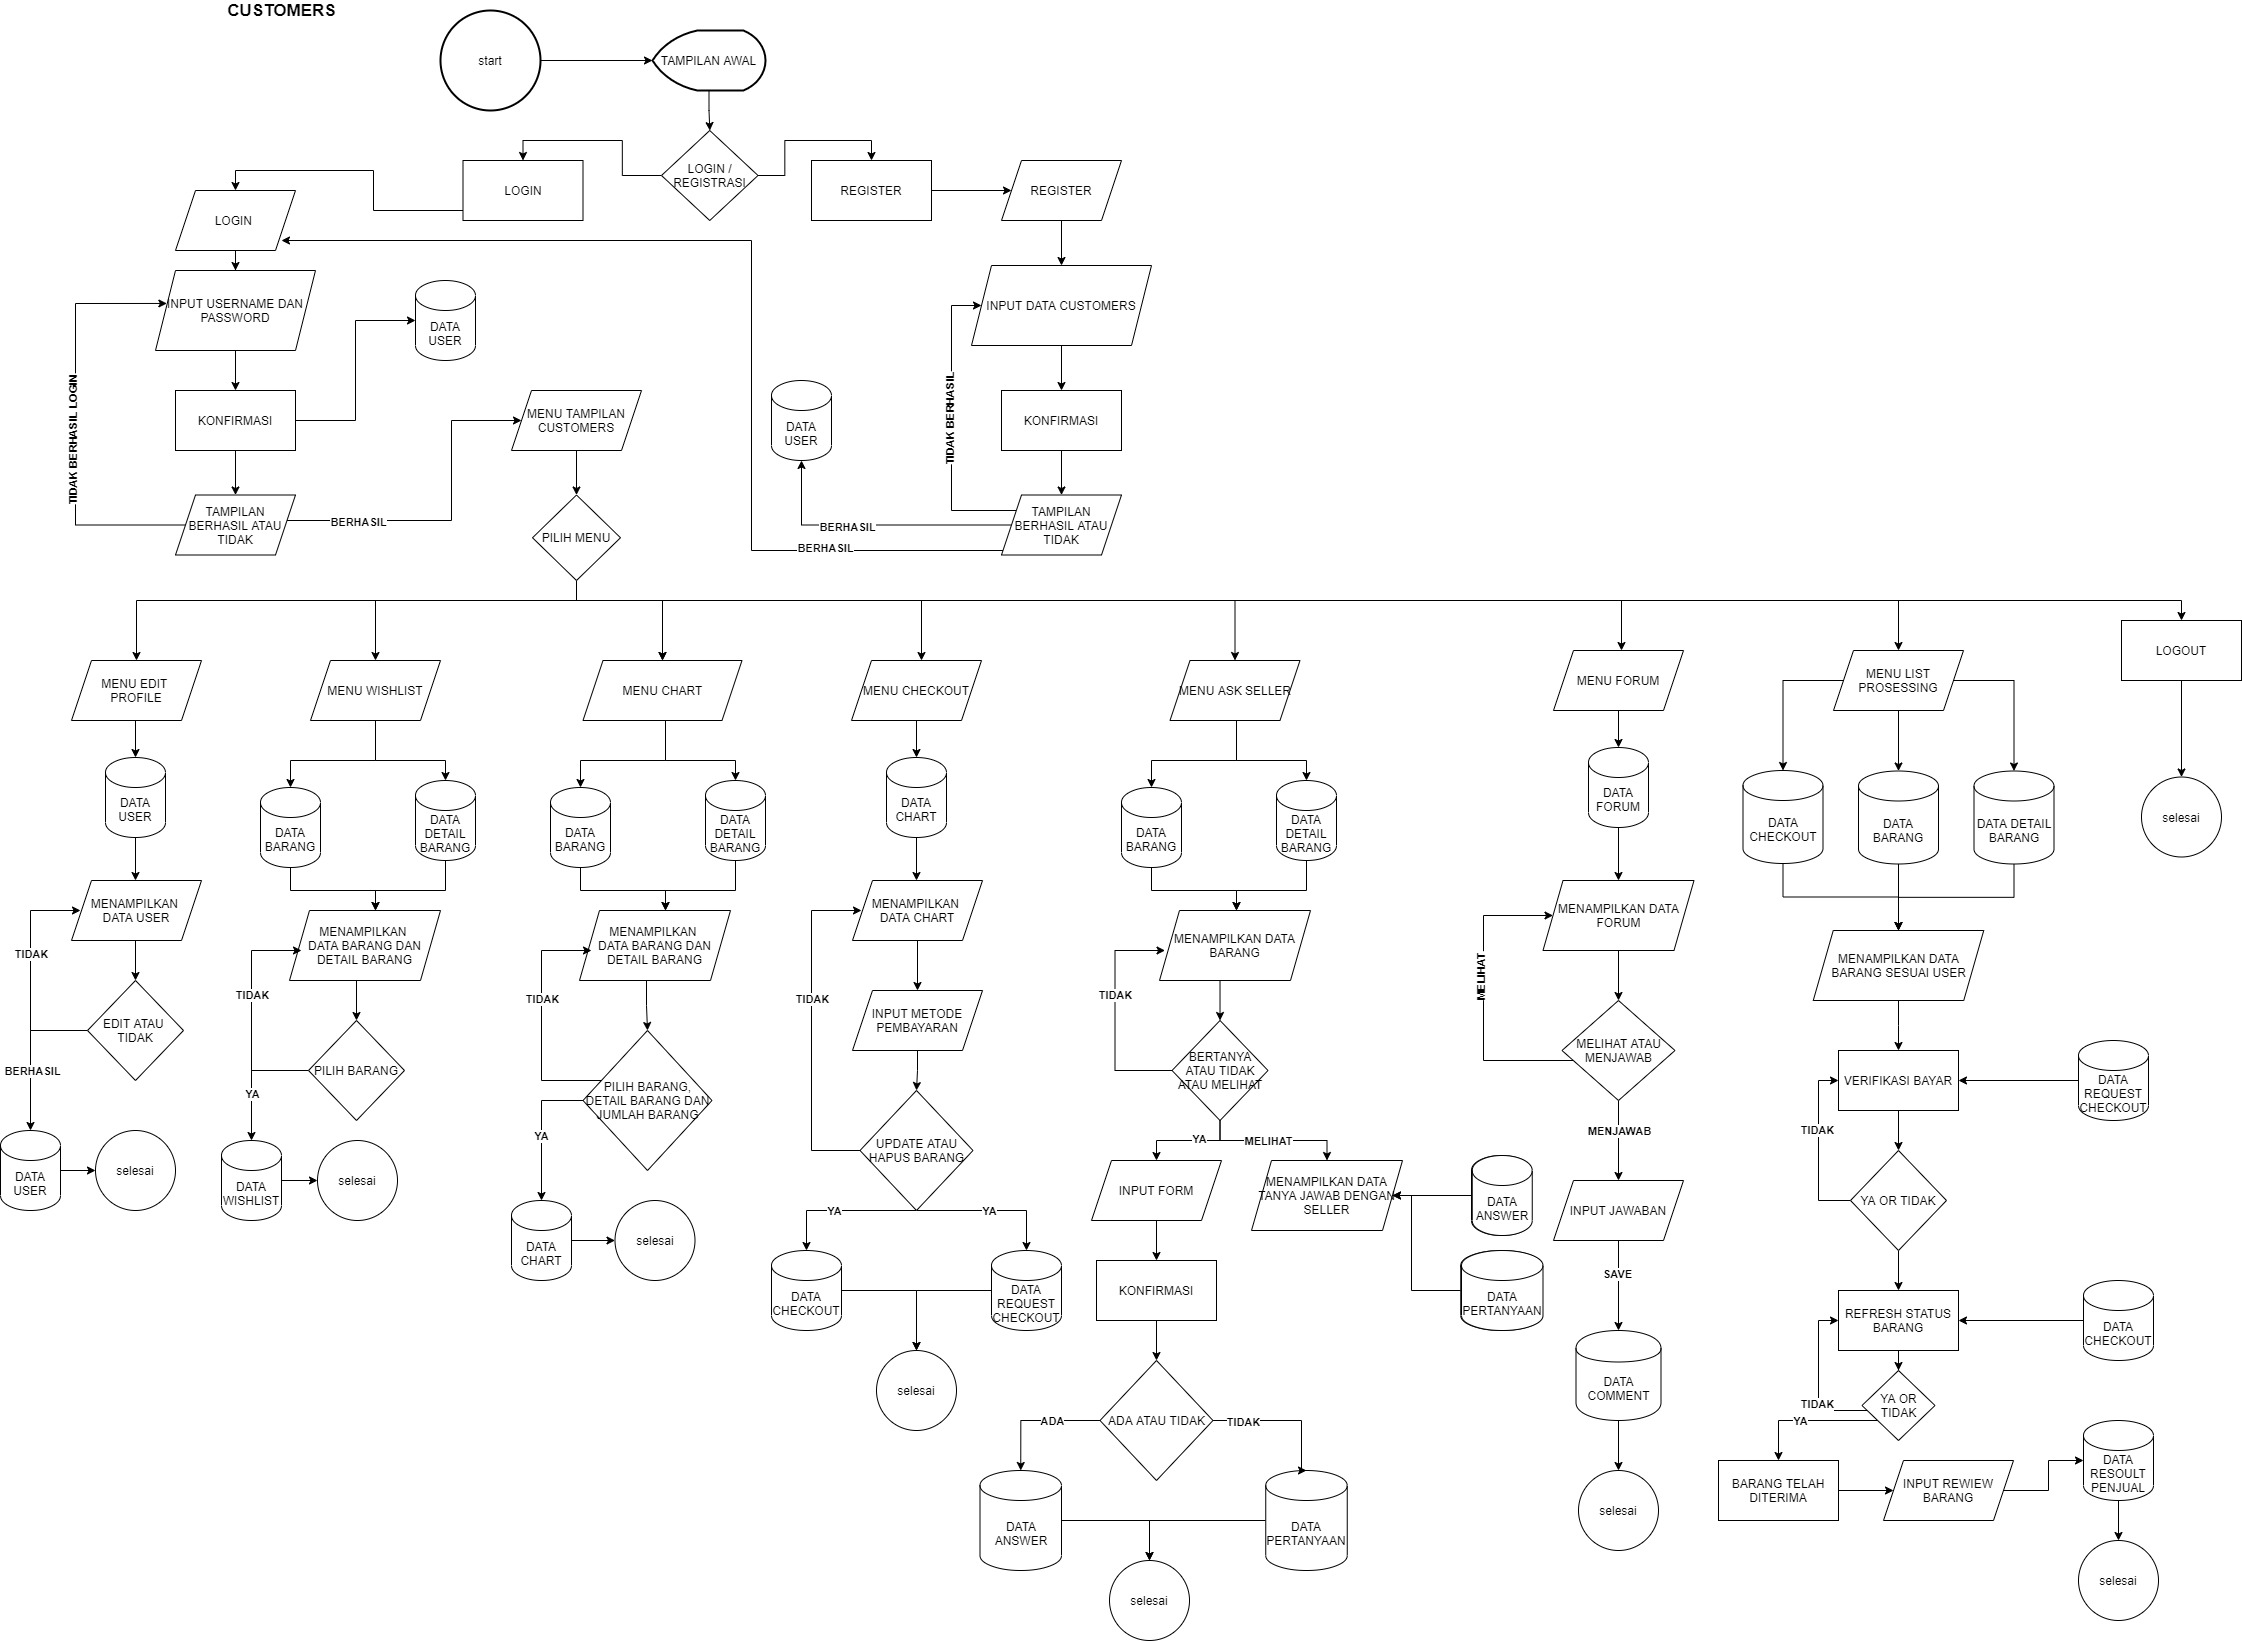 CUSTOMERS
start
TAMPILAN AWAL
LOGIN /
REGISTRASI
LOGIN
REGISTER
REGISTER
LOGIN
INPUT USERNAME DAN
PASSWORD
DATA
USER
INPUT DATA CUSTOMERS
TIDAK BERHASIL LOGIN
KONFIRMASI
MENU TAMPILAN
CUSTOMERS
DATA
USER
TIDAK BERHASIL
KONFIRMASI
TAMPILAN
BERHASIL ATAU
TIDAK
BERHASIL
PILIH MENU
BERHASIL
BERHASIL
TAMPILAN
BERHASIL ATAU
TIDAK
MENU EDIT
PROFILE
DATA
USER
MENAMPILKAN
DATA USER
TIDAK
EDIT ATAU
TIDAK
BERHASIL
DATA
USER
selesai
MENU WISHLIST
DATA
BARANG
DATA
DETAIL
BARANG
MENAMPILKAN
DATA BARANG DAN
DETAIL BARANG
TIDAK
PILIH BARANG
YA
DATA
WISHLIST
selesai
MENU CHART
DATA
BARANG
DATA
DETAIL
BARANG
MENAMPILKAN
DATA BARANG DAN
DETAIL BARANG
TIDAK
PILIH BARANG,
DETAIL BARANG DAN
JUMLAH BARANG
YA
DATA
CHART
selesai
MENU CHECKOUT
DATA
CHART
MENAMPILKAN
DATA CHART
TIDAK
INPUT METODE
PEMBAYARAN
UPDATE ATAU
HAPUS BARANG
YA
YA
DATA
CHECKOUT
DATA
REQUEST
CHECKOUT
selesai
MENU ASK SELLER
DATA
BARANG
DATA
DETAIL
BARANG
MENAMPILKAN DATA
BARANG
TIDAK
BERTANYA
ATAU TIDAK
ATAU MELIHAT
YA
MELIHAT
INPUT FORM
MENAMPILKAN DATA
TANYA JAWAB DENGAN
SELLER
DATA
ANSWER
DATA
PERTANYAAN
KONFIRMASI
ADA
ADA ATAU TIDAK
TIDAK
DATA
ANSWER
DATA
PERTANYAAN
selesai
MENU FORUM
DATA
FORUM
MENAMPILKAN DATA
FORUM
MELIHAT
MELIHAT ATAU
MENJAWAB
MENJAWAB
INPUT JAWABAN
SAVE
DATA
COMMENT
selesai
MENU LIST
PROSESSING
DATA
CHECKOUT
DATA
BARANG
DATA DETAIL
BARANG
MENAMPILKAN DATA
BARANG SESUAI USER
VERIFIKASI BAYAR
DATA
REQUEST
CHECKOUT
TIDAK
YA OR TIDAK
REFRESH STATUS
BARANG
DATA
CHECKOUT
TIDAK
YA OR
TIDAK
YA
BARANG TELAH
DITERIMA
INPUT REWIEW
BARANG
DATA
RESOULT
PENJUAL
selesai
LOGOUT
selesai